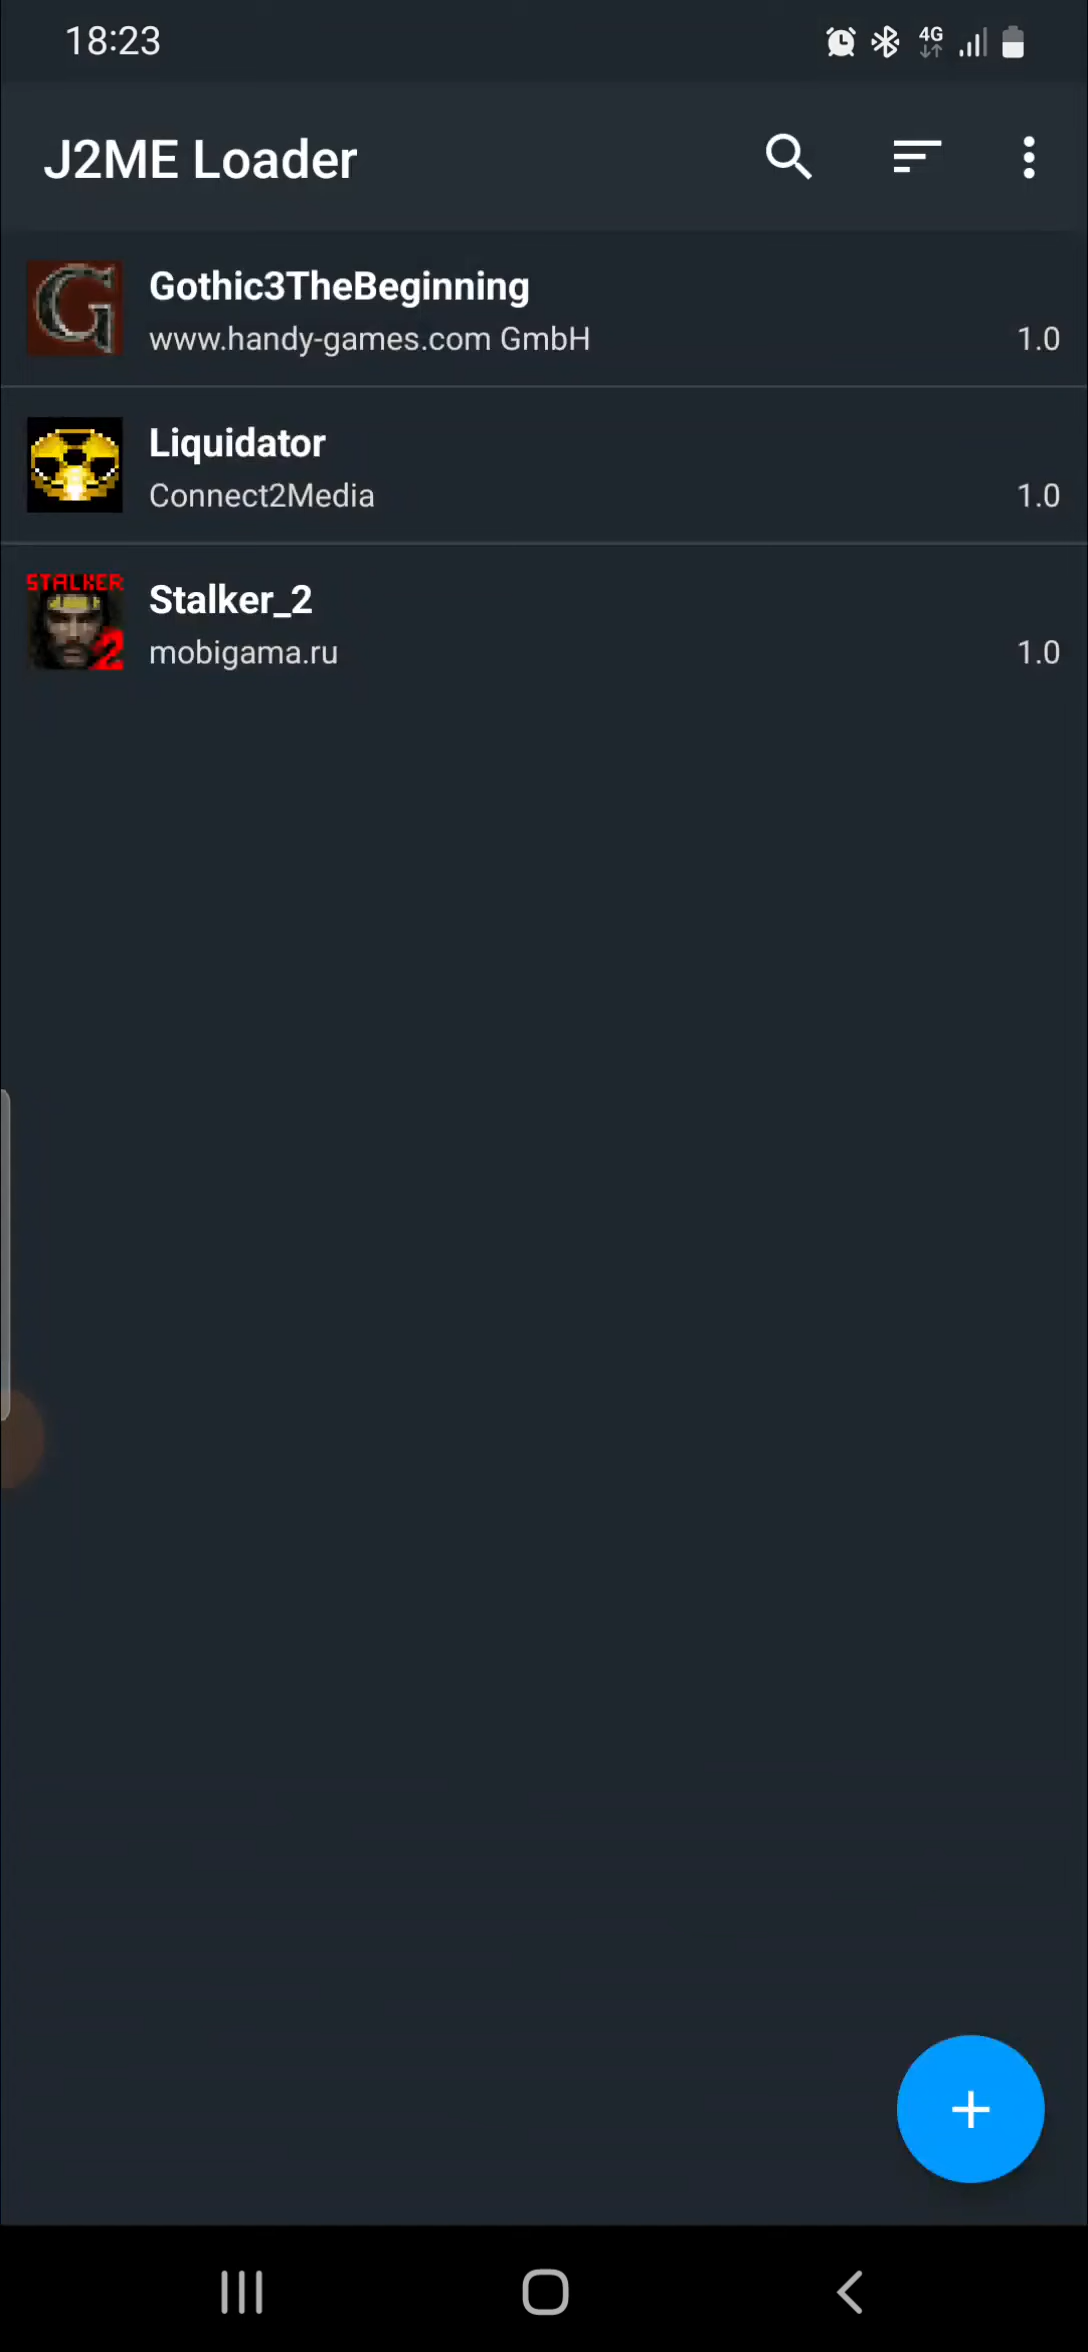 18:23
4G
J2ME Loader
Gothic3TheBeginning
www.handy-games.com GmbH
1.0
Liquidator
Connect2Media
1.0
STALKER
2
Stalker_2
mobigama.ru
1.0